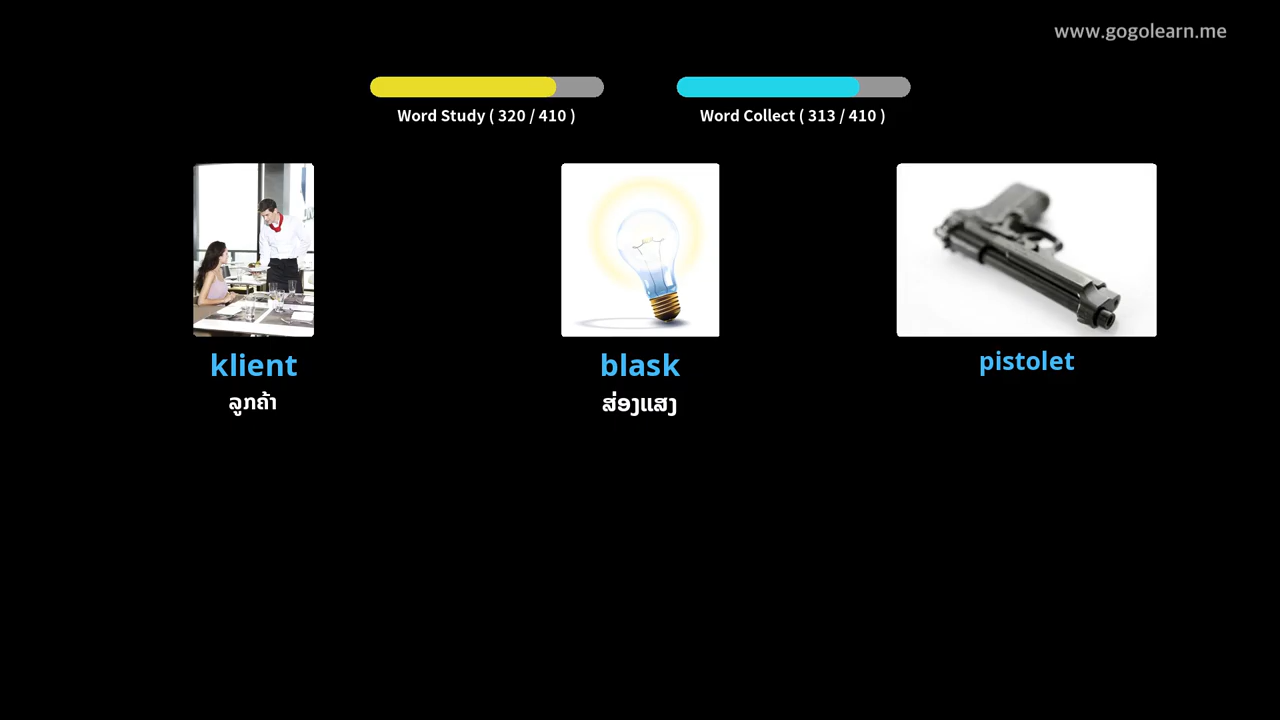 www.gogolearn.me
Word Study ( 320 / 410 )
Word Collect ( 313 / 410 )
klient
blask
pistolet
ລູກຄ້າ
ສ່ອງແສງ